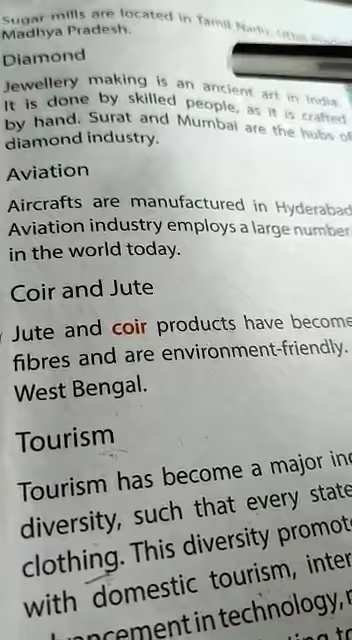 Sugar mills are located in Tamil Nadu,
Madhya Pradesh.
Diamond
Jewellery making is an ancient art in India.
It is done by skilled people, as it is crafted
by hand. Surat and Mumbai are the hubs of
diamond industry.
Aviation
Aircrafts are manufactured in Hyderabad
Aviation industry employs a large number
in the world today.
Coir and Jute
Jute and coir products have become
fibres and are environment-friendly.
West Bengal.
Tourism
Tourism has become a major
diversity, such that every state
clothing. This diversity
with domestic tourism,
in technology,